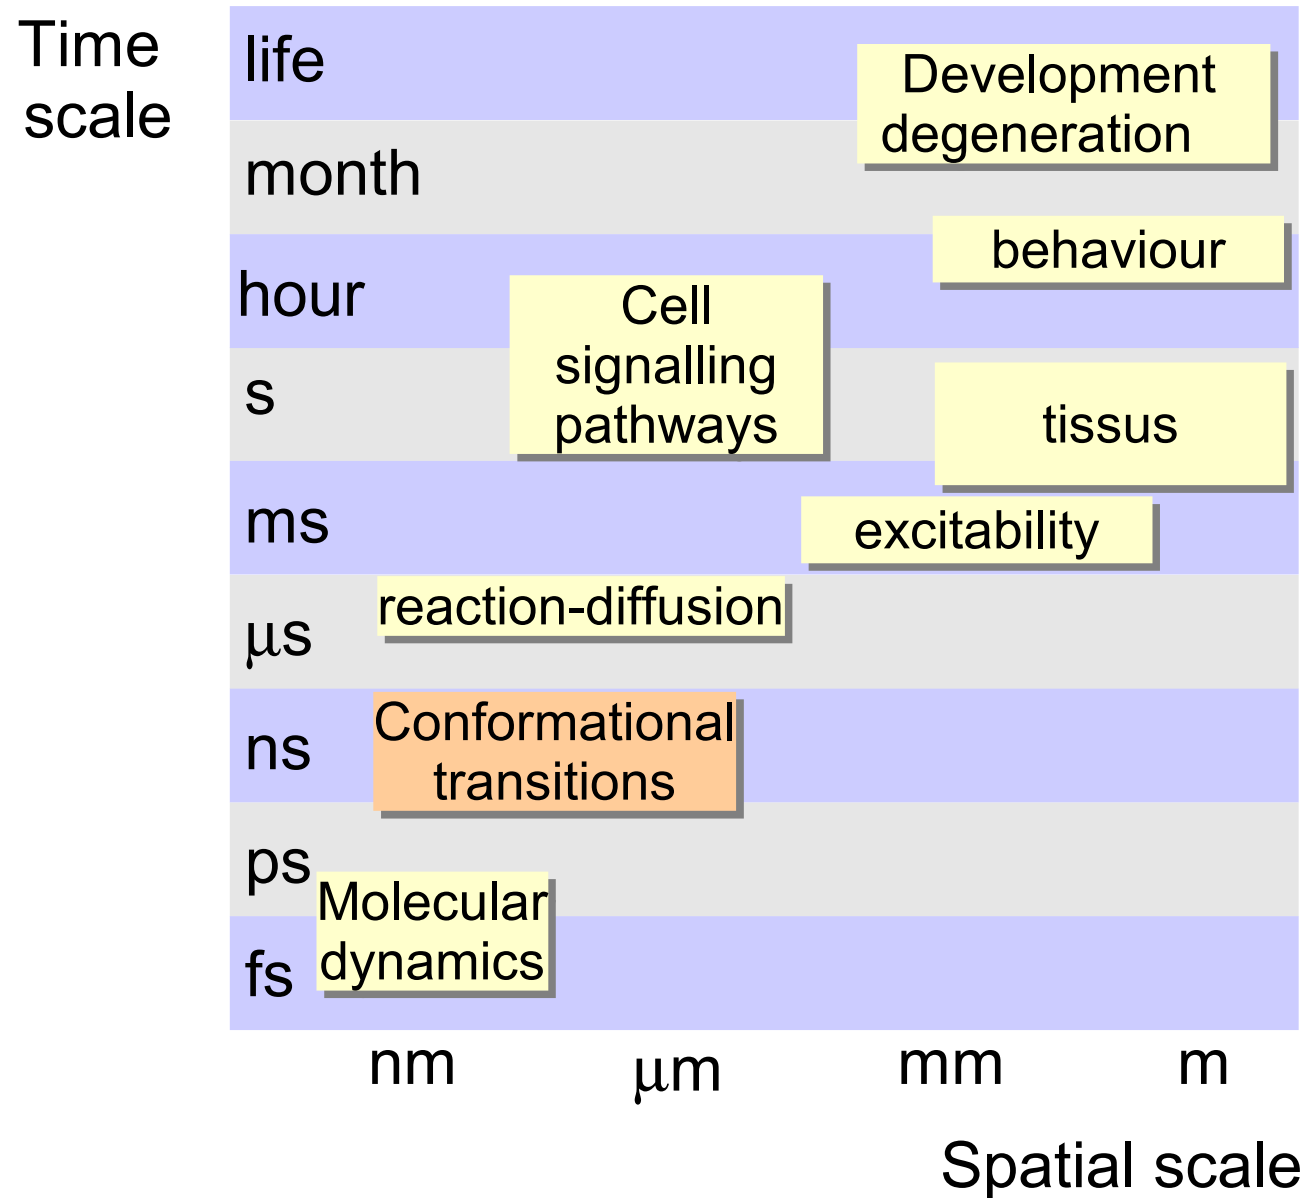 Time
scale
life
Development
degeneration
month
behaviour
hour
Cell
signalling
pathways
s
tissus
ms
excitability
reaction-diffusion
μs
Conformational
transitions
ns
ps
Molecular
dynamics
fs
nm
μm
mm
m
Spatial scale